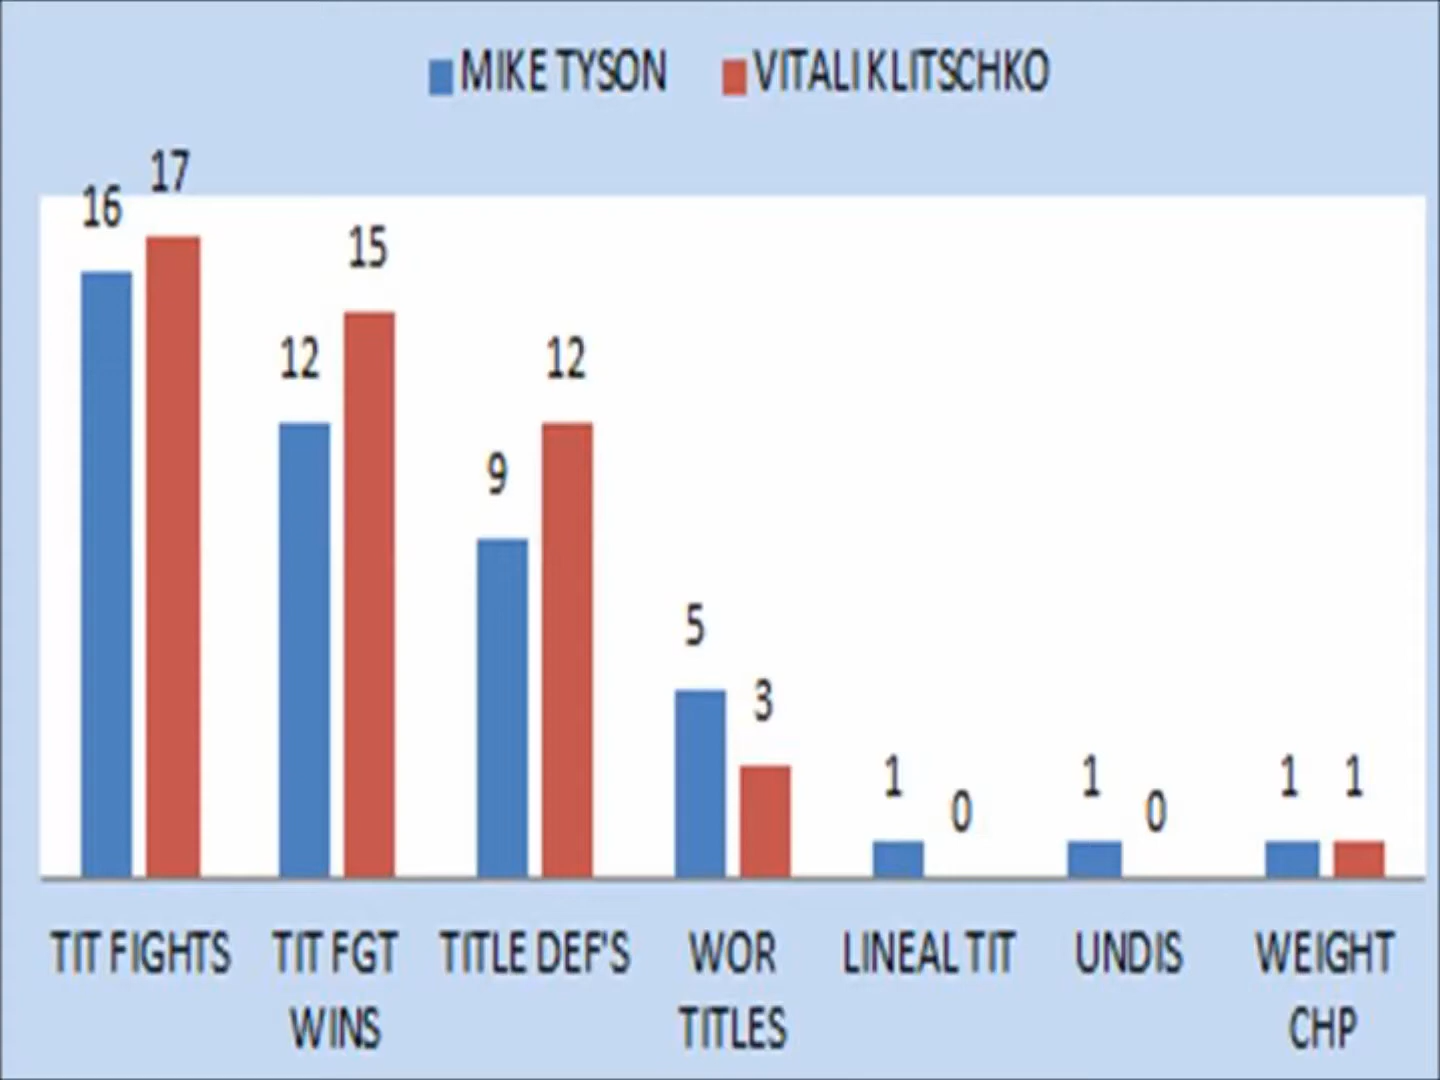 MIKE TYSON VITALI KLITSCHKO
16 17
12 15
9 12
5 3
1 0
1 0
1 1
TIT FIGHTS
TIT FGT
WINS
TITLE DEF'S
WOR
TITLES
LINEAL TIT
UNDIS
WEIGHT
CHP